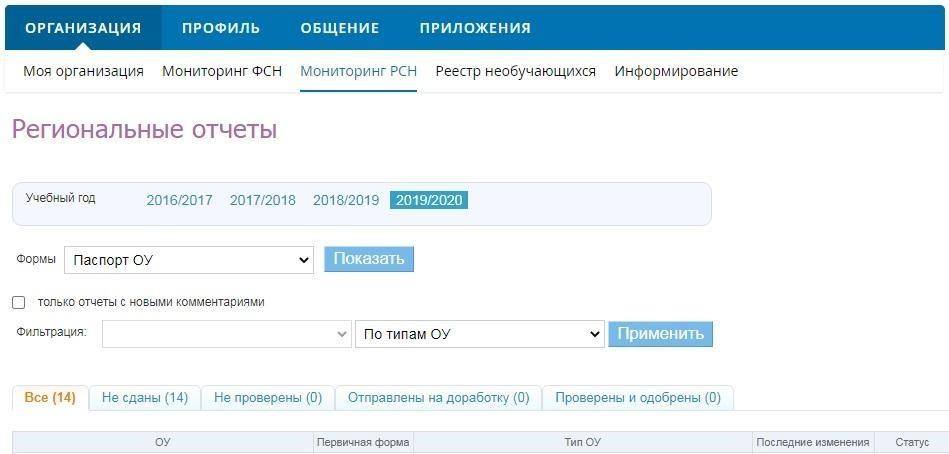 ОРГАНИЗАЦИЯ ПРОФИЛЬ ОБЩЕНИЕ ПРИЛОЖЕНИЯ
Моя организация Мониторинг ФСН Мониторинг РСН Реестр необучающихся Информирование
Региональные отчеты
Учебный год 2016/2017 2017/2018 2018/2019 2019/2020
Формы Паспорт ОУ Показать
только отчеты с новыми комментариями
Фильтрация: По типам ОУ Применить
Все (14) Не сданы (14) Не проверены (0) Отправлены на доработку (0) Проверены и одобрены (0)
ОУ Первичная форма Тип ОУ Последние изменения Статус